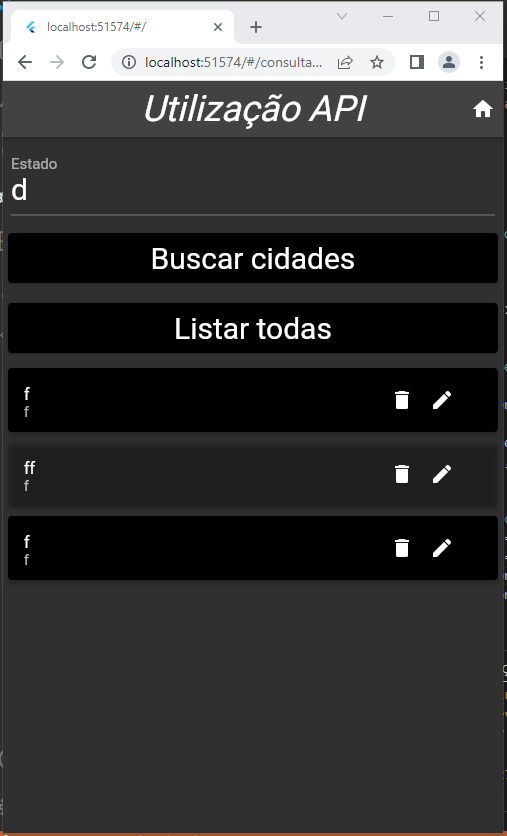 localhost:51574/#/
localhost:51574/#/consulta...
Utilização API
Estado
d
Buscar cidades
Listar todas
f
f
ff
f
f
f